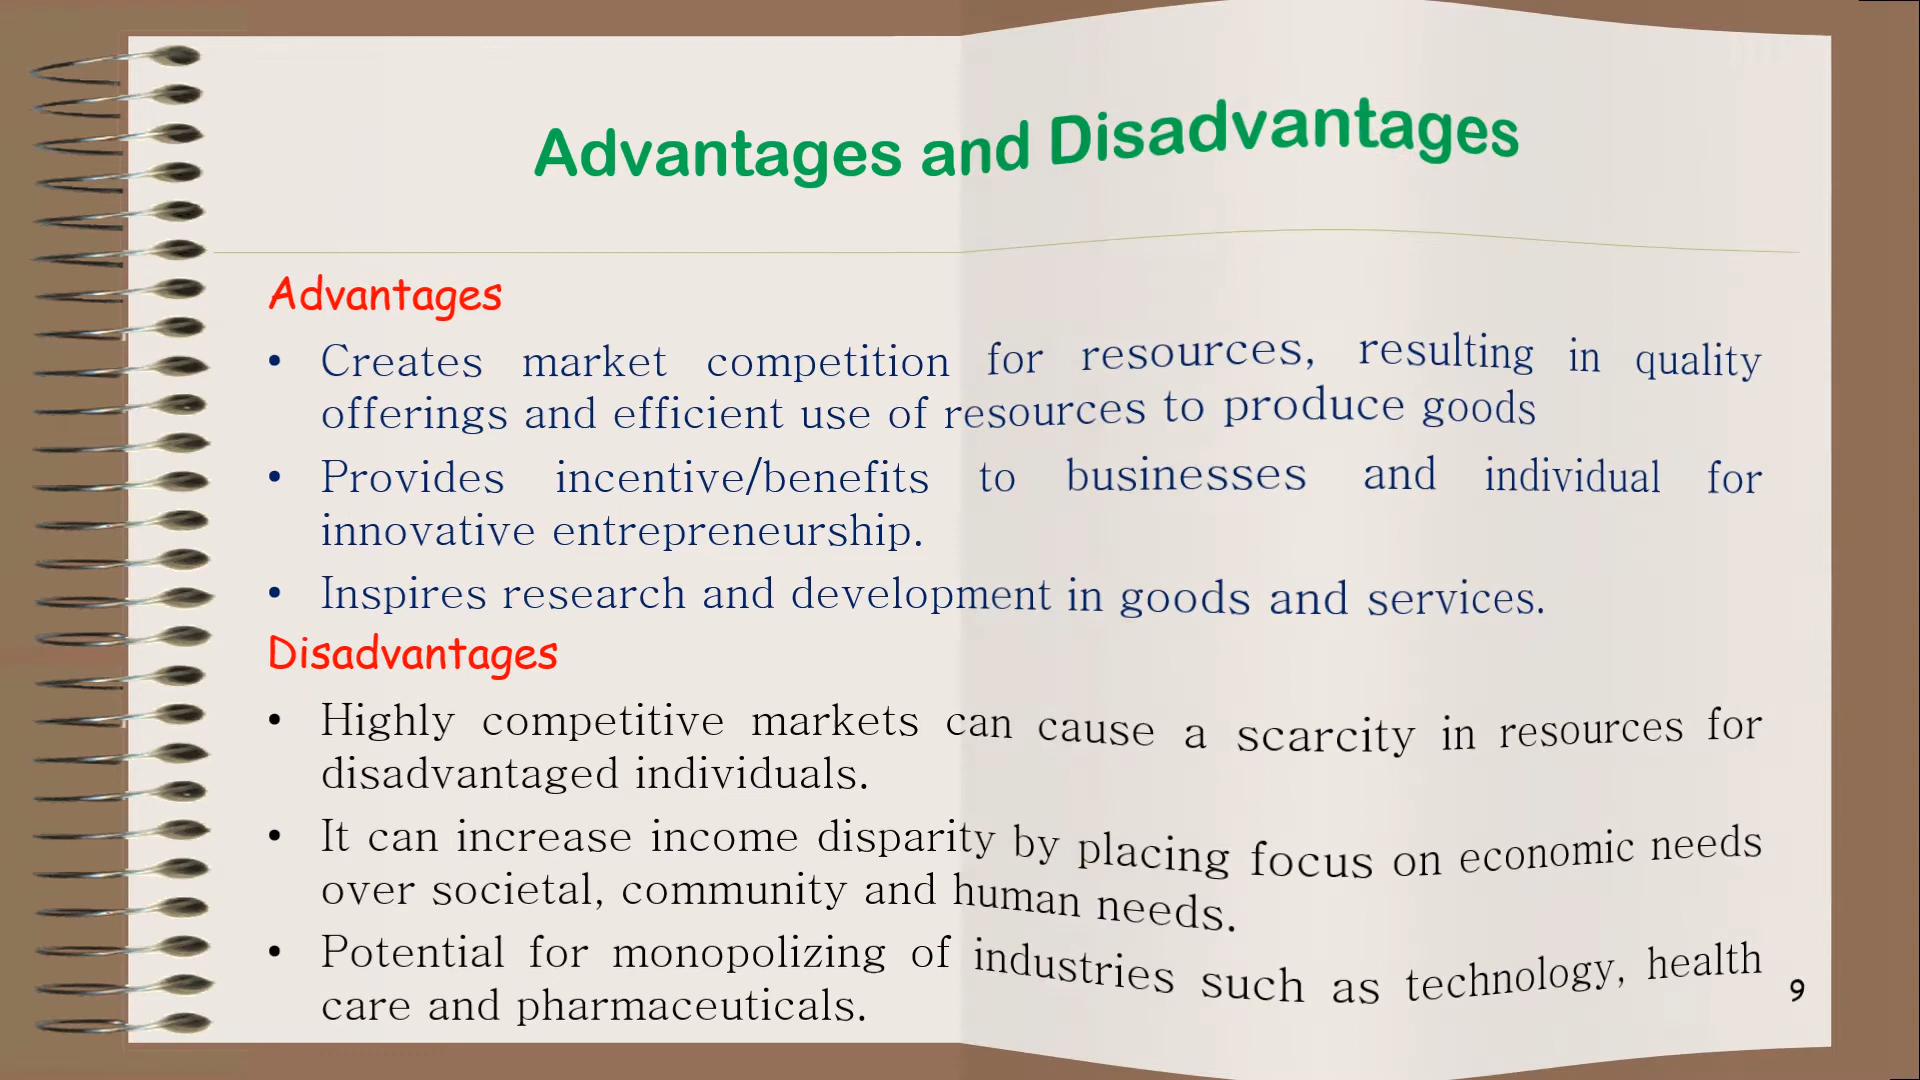 Advantages and Disadvantages
Advantages
• Creates market competition for resources, resulting in quality
offerings and efficient use of resources to produce goods
• Provides incentive/benefits to businesses and individual for
innovative entrepreneurship.
• Inspires research and development in goods and services.
Disadvantages
• Highly competitive markets can cause a scarcity in resources for
disadvantaged individuals.
• It can increase income disparity by placing focus on economic needs
over societal, community and human needs.
• Potential for monopolizing of industries such as technology, health
care and pharmaceuticals.
9